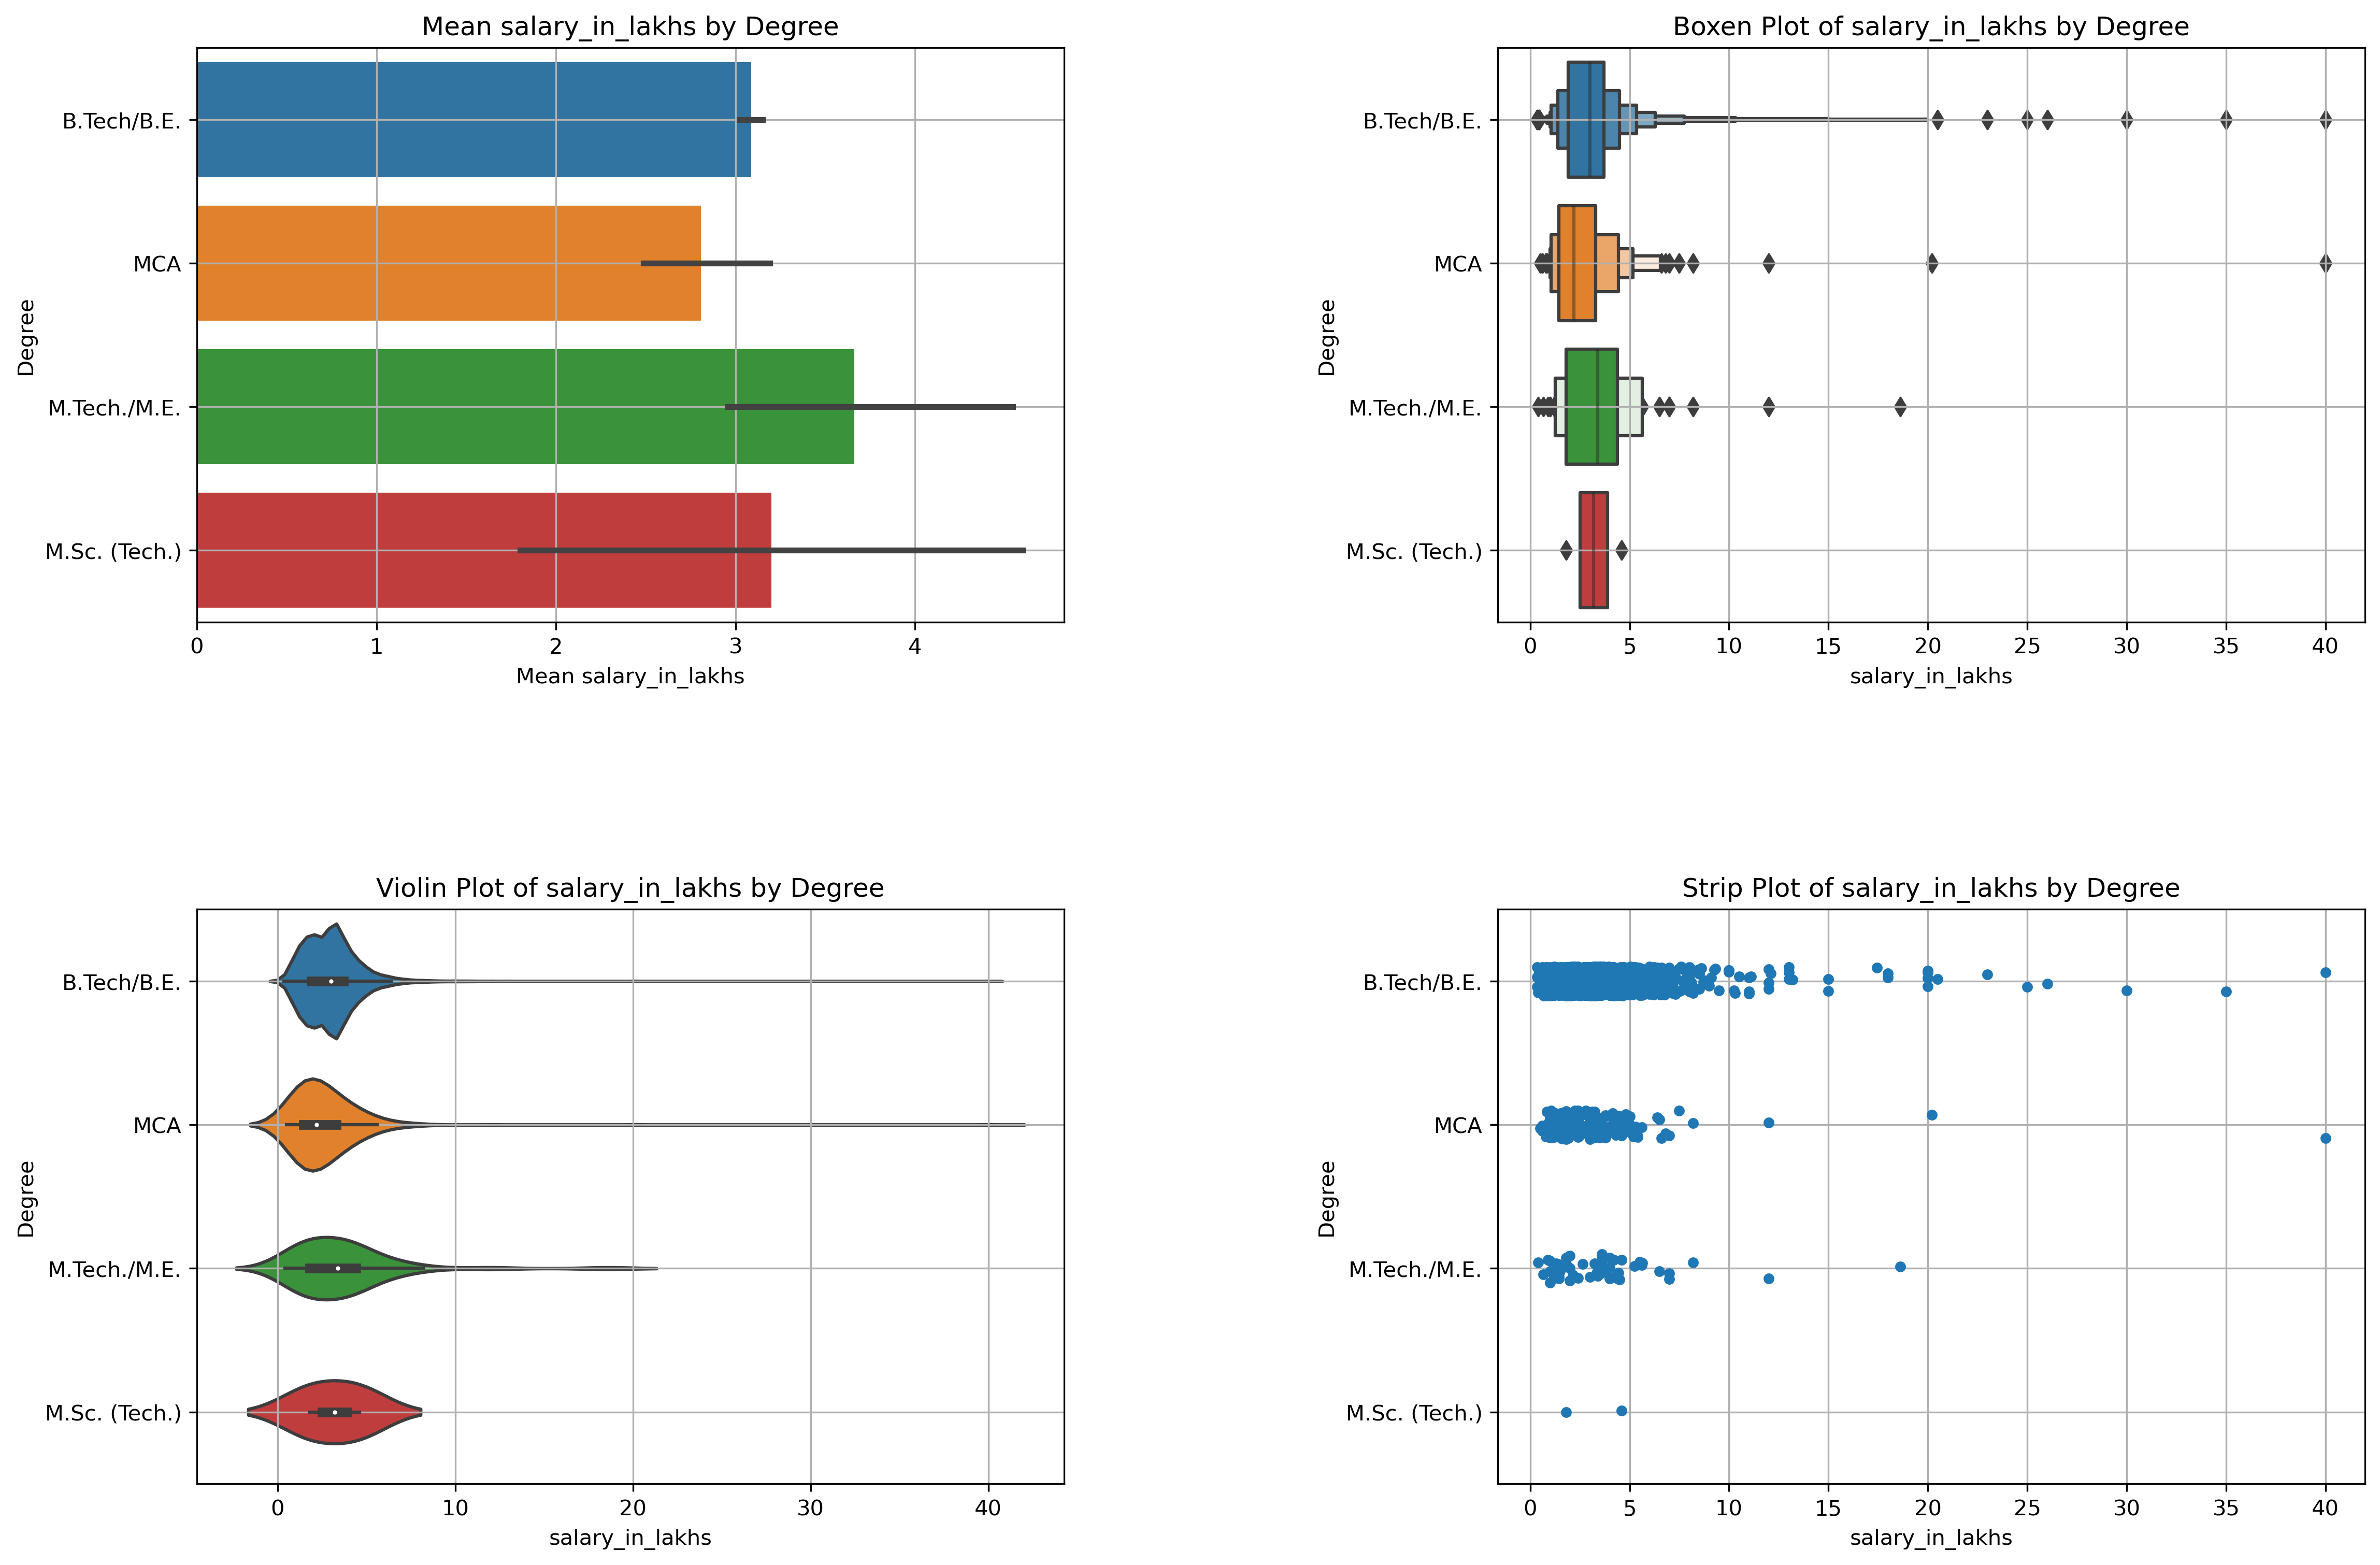 Mean salary_in_lakhs by Degree
Degree
B.Tech/B.E.
MCA
M.Tech./M.E.
M.Sc. (Tech.)
0 1 2 3 4
Mean salary_in_lakhs
Boxen Plot of salary_in_lakhs by Degree
Degree
B.Tech/B.E.
MCA
M.Tech./M.E.
M.Sc. (Tech.)
0 5 10 15 20 25 30 35 40
salary_in_lakhs
Violin Plot of salary_in_lakhs by Degree
Degree
B.Tech/B.E.
MCA
M.Tech./M.E.
M.Sc. (Tech.)
0 10 20 30 40
salary_in_lakhs
Strip Plot of salary_in_lakhs by Degree
Degree
B.Tech/B.E.
MCA
M.Tech./M.E.
M.Sc. (Tech.)
0 5 10 15 20 25 30 35 40
salary_in_lakhs